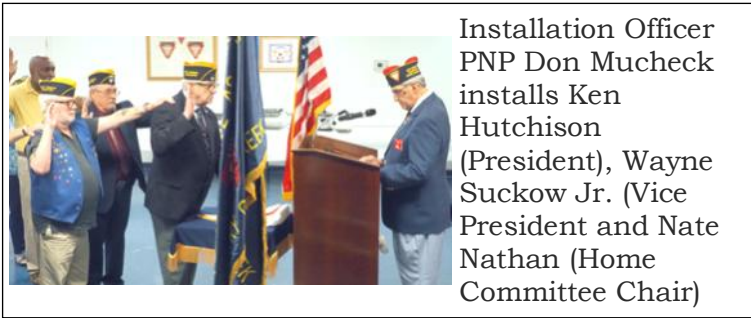 Installation Officer
PNP Don Mucheck
installs Ken
Hutchison
(President), Wayne
Suckow Jr. (Vice
President and Nate
Nathan (Home
Committee Chair)